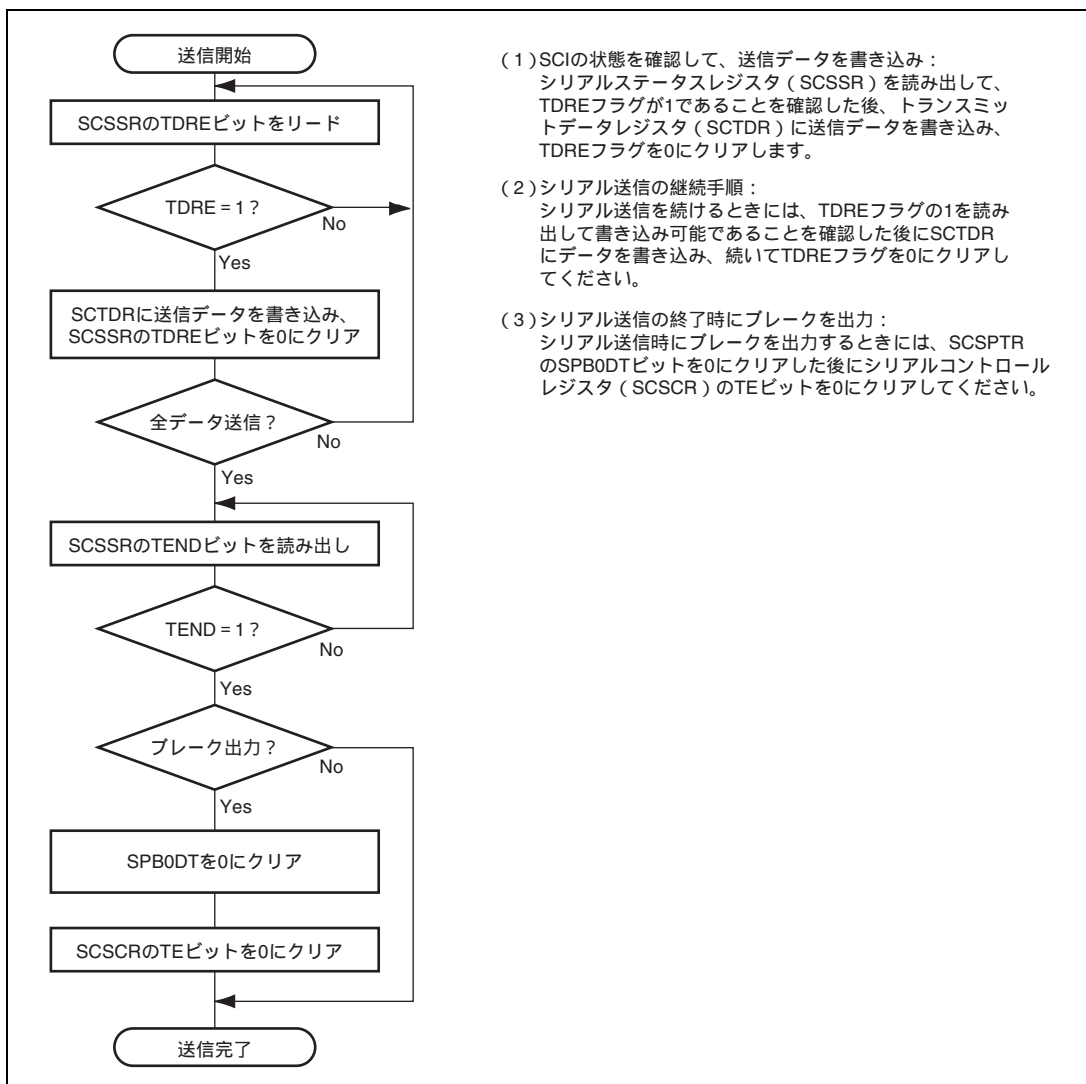 送信開始
SCSSRのTDREビットをリード
TDRE = 1？
No
Yes
SCTDRに送信データを書き込み、
SCSSRのTDREビットを0にクリア
全データ送信？
No
Yes
SCSSRのTENDビットを読み出し
TEND = 1？
No
Yes
ブレーク出力？
No
Yes
SPB0DTを0にクリア
SCSCRのTEビットを0にクリア
送信完了
（1）SCIの状態を確認して、送信データを書き込み：
シリアルステータスレジスタ（SCSSR）を読み出して、
TDREフラグが1であることを確認した後、トランスミッ
トデータレジスタ（SCTDR）に送信データを書き込み、
TDREフラグを0にクリアします。
（2）シリアル送信の継続手順：
シリアル送信を続けるときには、TDREフラグの1を読み
出して書き込み可能であることを確認した後にSCTDR
にデータを書き込み、続いてTDREフラグを0にクリアし
てください。
（3）シリアル送信の終了時にブレークを出力：
シリアル送信時にブレークを出力するときには、SCSPTR
のSPB0DTビットを0にクリアした後にシリアルコントロール
レジスタ（SCSCR）のTEビットを0にクリアしてください。